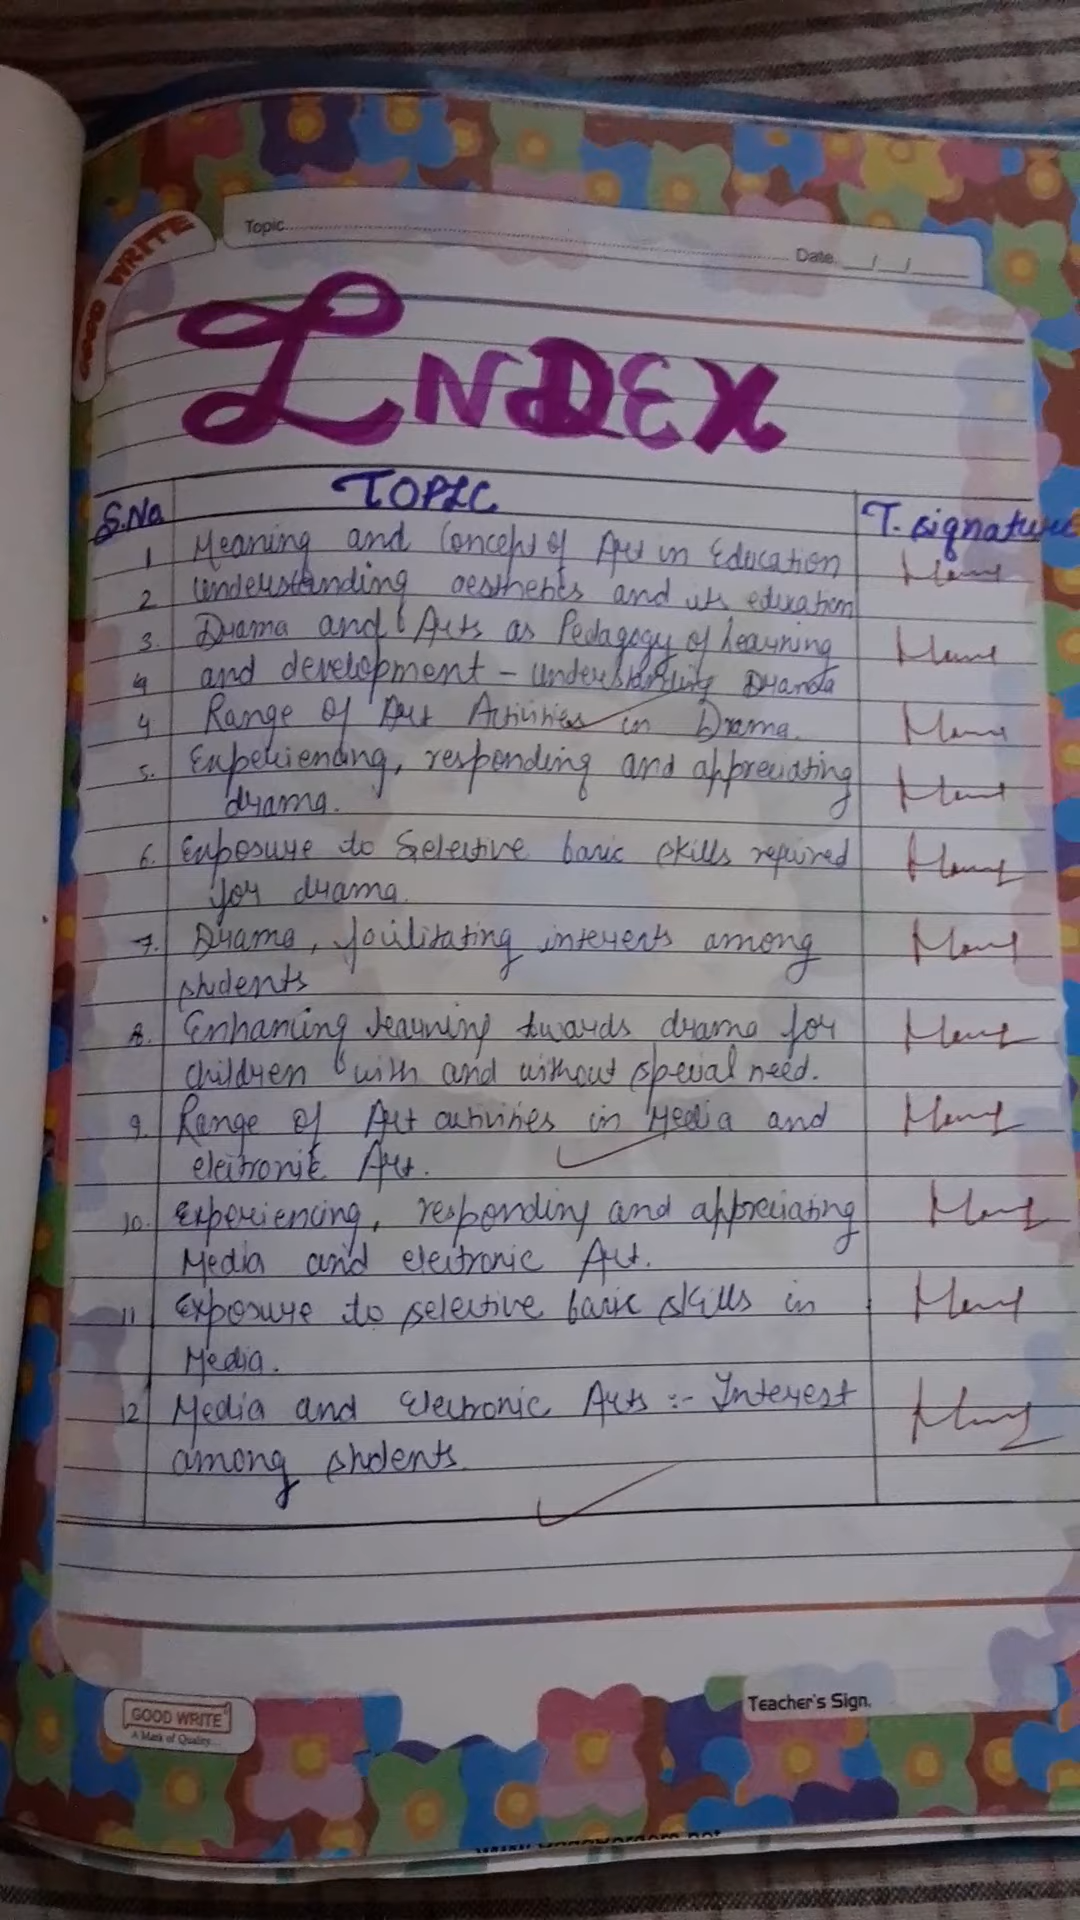 GOOD WRITE
Topic
Date. __/__/____
INDEX
S.No TOPIC T. signature
1 Meaning and Concept of Art in Education
2 Understanding aesthetics and its education
3. Drama and Arts as Pedagogy of Learning
4 and development - Understanding Drama
4 Range of Art Activities in Drama.
5. Experiencing, responding and appreciating
drama.
6. Exposure to Selective basic skills required
for drama.
7. Drama, facilitating interests among
students
8. Enhancing learning towards drama for
children with and without special need.
9. Range of Art activities in Media and
electronic Art.
10. Experiencing, responding and appreciating
Media and electronic Art.
11 Exposure to selective basic skills in
Media.
12 Media and Electronic Arts :- Interest
among students.
Teacher's Sign.
GOOD WRITE
A Mark of Quality...